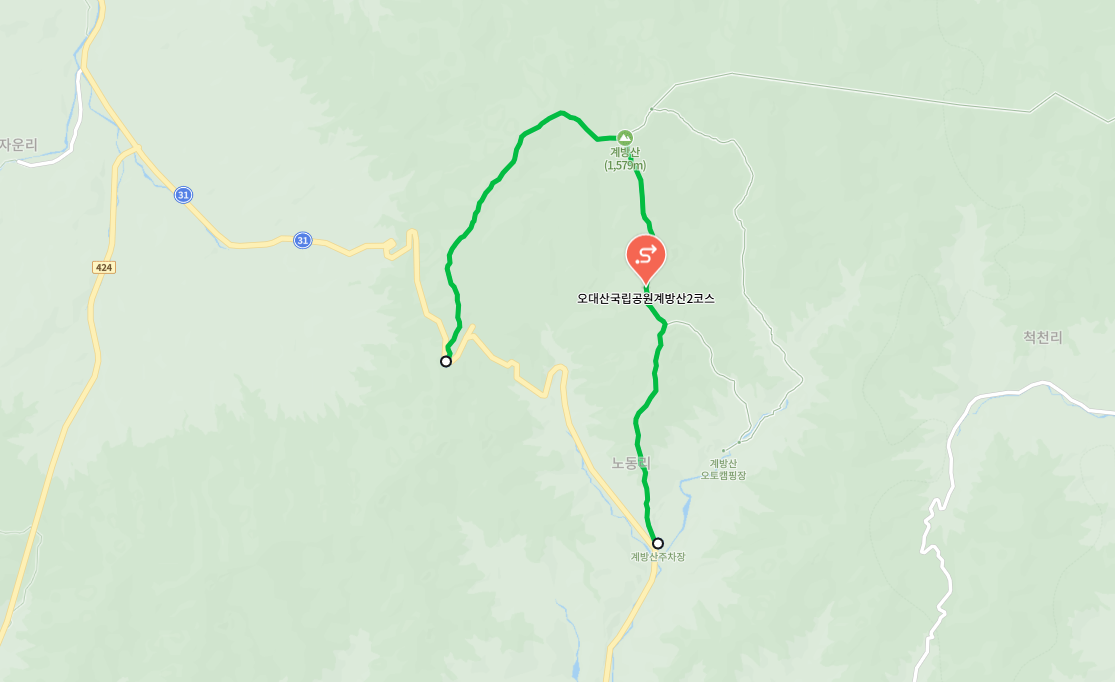 자운리
계방산
(1,579m)
31
31
424
오대산국립공원계방산2코스
척천리
노동리
계방산
오토캠핑장
계방산주차장